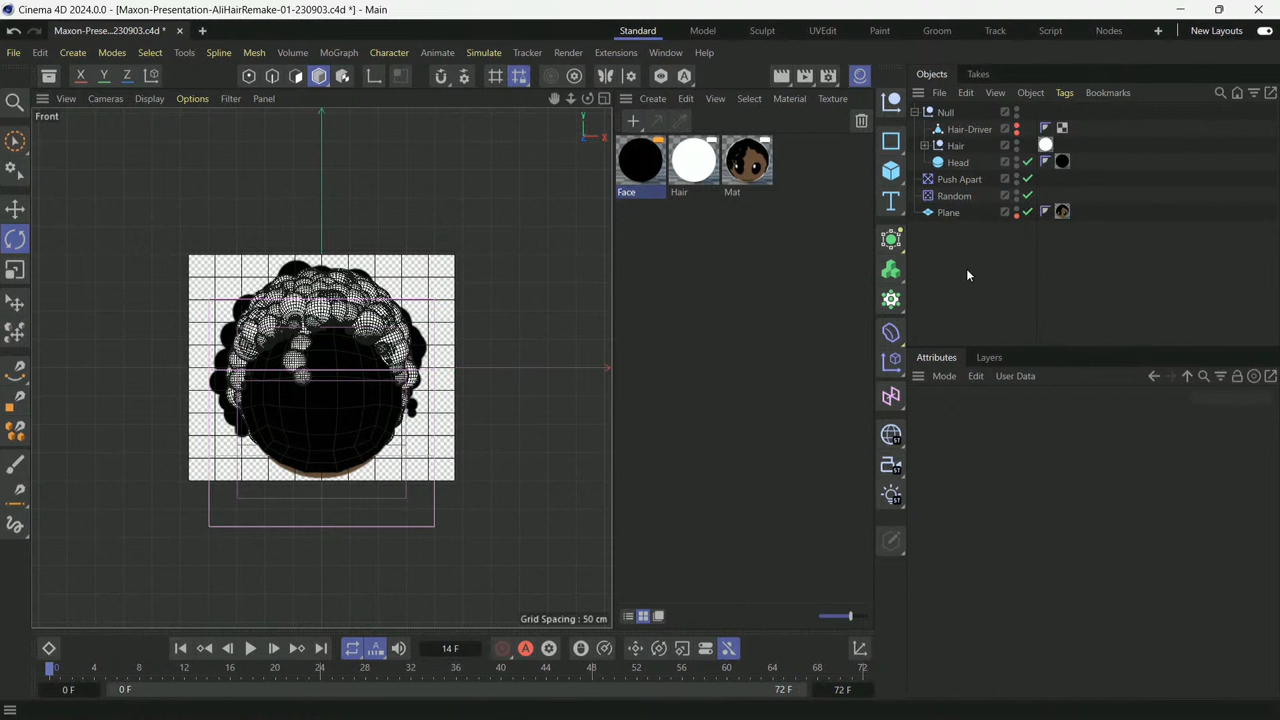 Cinema 4D 2024.0.0 - [Maxon-Presentation-AliHairRemake-01-230903.c4d *] - Main
Maxon-Prese...230903.c4d *
Standard Model Sculpt UVEdit Paint Groom Track Script Nodes New Layouts
File Edit Create Modes Select Tools Spline Mesh Volume MoGraph Character Animate Simulate Tracker Render Extensions Window Help
X Y Z
Objects Takes
View Cameras Display Options Filter Panel
Create Edit View Select Material Texture
File Edit View Object Tags Bookmarks
Front
Y
X
Null
Hair-Driver
Hair
Head
Push Apart
Random
Plane
Face Hair Mat
T
Attributes Layers
Mode Edit User Data
ST
ST
ST
Grid Spacing : 50 cm
14 F
0 4 8 12 16 20 24 28 32 36 40 44 48 52 56 60 64 68 72
0 F 0 F 72 F 72 F